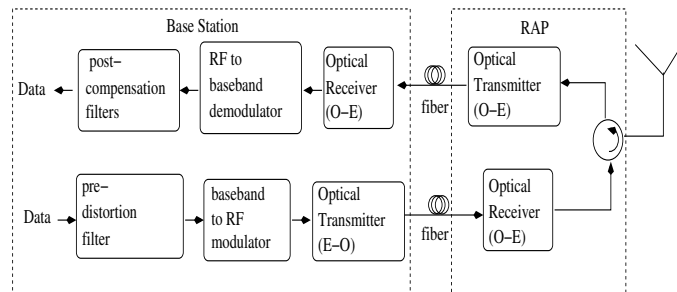 Base Station
RAP
Data
post−
compensation
filters
RF to
baseband
demodulator
Optical
Receiver
(O−E)
fiber
Optical
Transmitter
(O−E)
Data
pre−
distortion
filter
baseband
to RF
modulator
Optical
Transmitter
(E−O)
fiber
Optical
Receiver
(O−E)